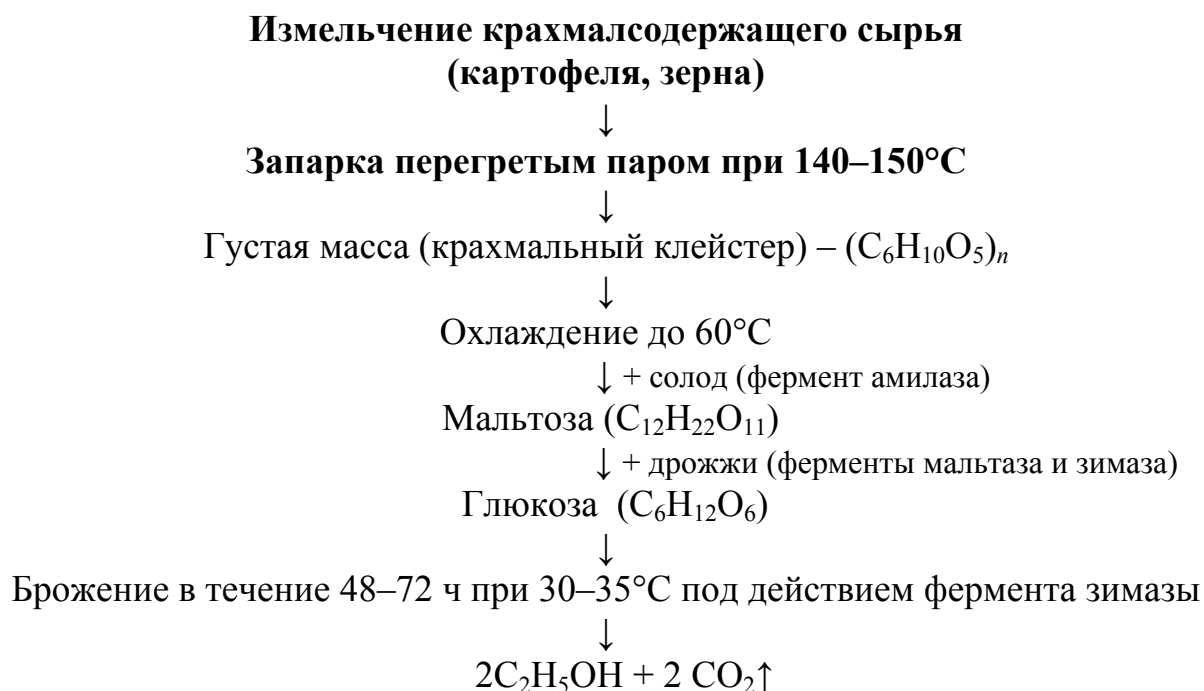 Измельчение крахмалсодержащего сырья
(картофеля, зерна)
↓
Запарка перегретым паром при 140–150°С
↓
Густая масса (крахмальный клейстер) – (C₆H₁₀O₅)ₙ
↓
Охлаждение до 60°С
↓ + солод (фермент амилаза)
Мальтоза (C₁₂H₂₂O₁₁)
↓ + дрожжи (ферменты мальтаза и зимаза)
Глюкоза (C₆H₁₂O₆)
↓
Брожение в течение 48–72 ч при 30–35°С под действием фермента зимазы
↓
2C₂H₅OH + 2 CO₂↑